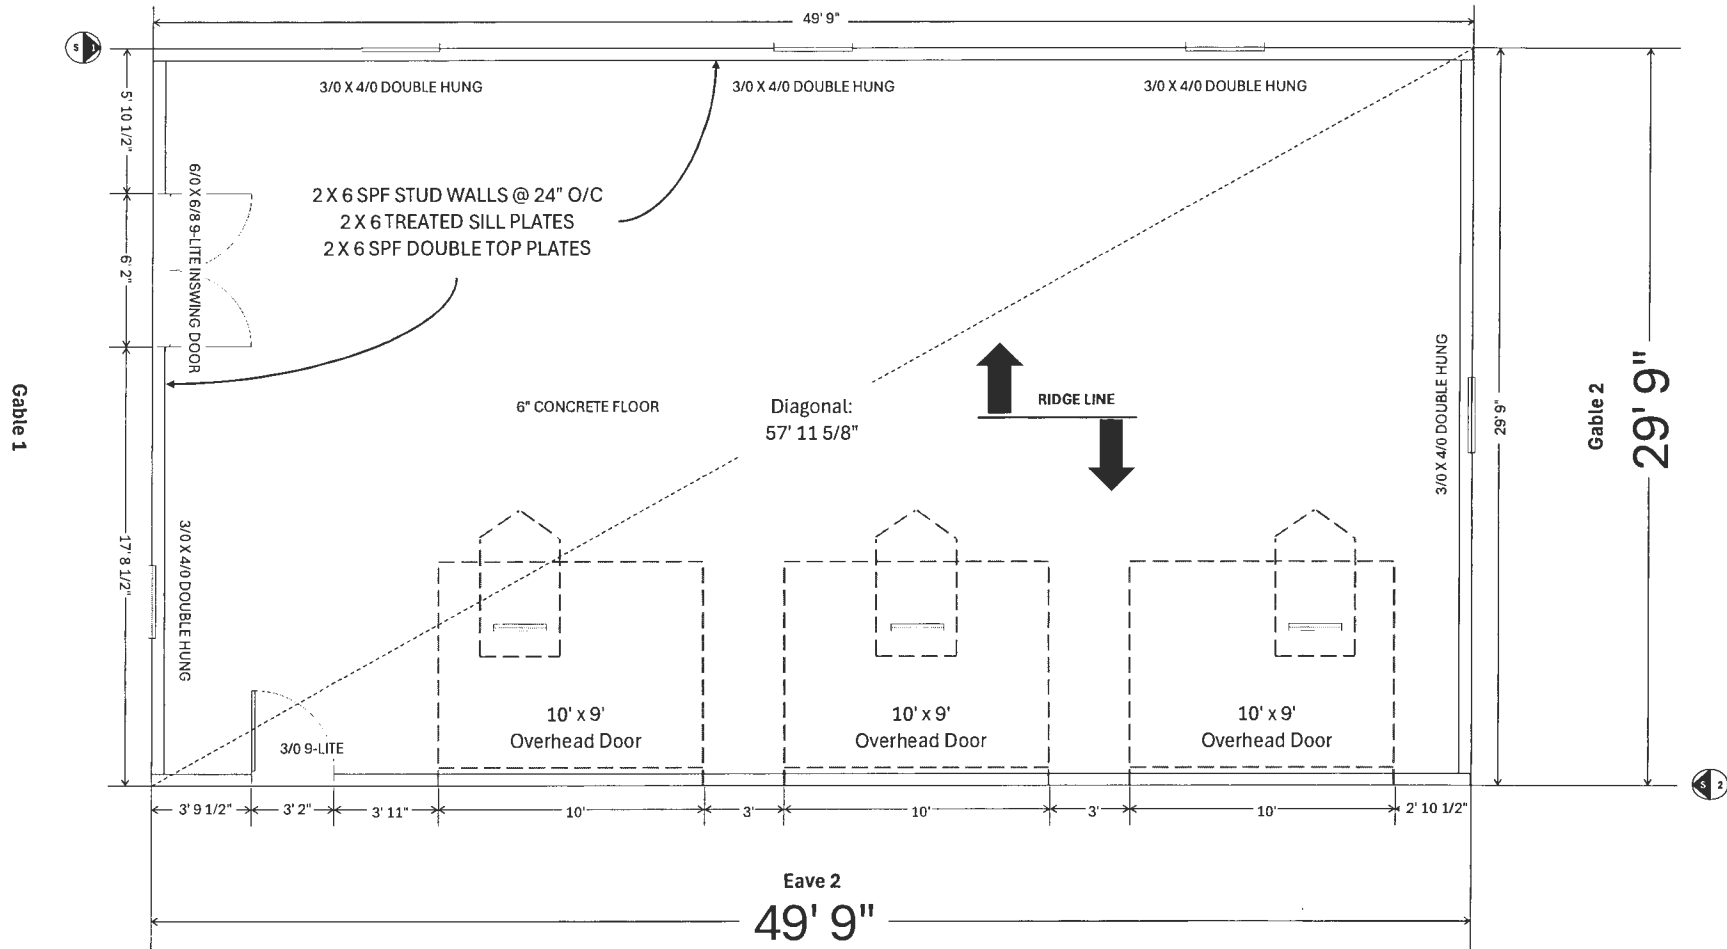 49' 9"
S 1
3/0 X 4/0 DOUBLE HUNG
3/0 X 4/0 DOUBLE HUNG
3/0 X 4/0 DOUBLE HUNG
5' 10 1/2"
6/0 X 6/8 9-LITE INSWING DOOR
2 X 6 SPF STUD WALLS @ 24" O/C
2 X 6 TREATED SILL PLATES
2 X 6 SPF DOUBLE TOP PLATES
6' 2"
Gable 1
6" CONCRETE FLOOR
Diagonal:
57' 11 5/8"
RIDGE LINE
3/0 X 4/0 DOUBLE HUNG
29' 9"
Gable 2
29' 9"
17' 8 1/2"
3/0 X 4/0 DOUBLE HUNG
3/0 9-LITE
10' x 9'
Overhead Door
10' x 9'
Overhead Door
10' x 9'
Overhead Door
S 2
3' 9 1/2"
3' 2"
3' 11"
10'
3'
10'
3'
10'
2' 10 1/2"
Eave 2
49' 9"